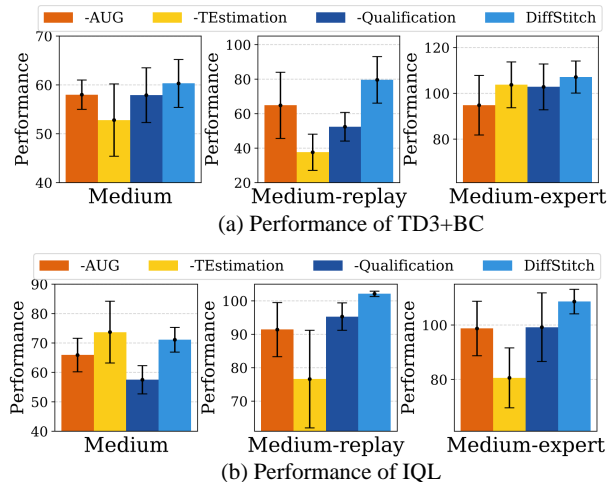 -AUG -TEstimation -Qualification DiffStitch
Performance
60
50
40
Medium
Performance
100
80
60
40
20
Medium-replay
Performance
120
100
80
Medium-expert
(a) Performance of TD3+BC
-AUG -TEstimation -Qualification DiffStitch
Performance
90
80
70
60
50
40
Medium
Performance
100
90
80
70
Medium-replay
Performance
100
80
Medium-expert
(b) Performance of IQL